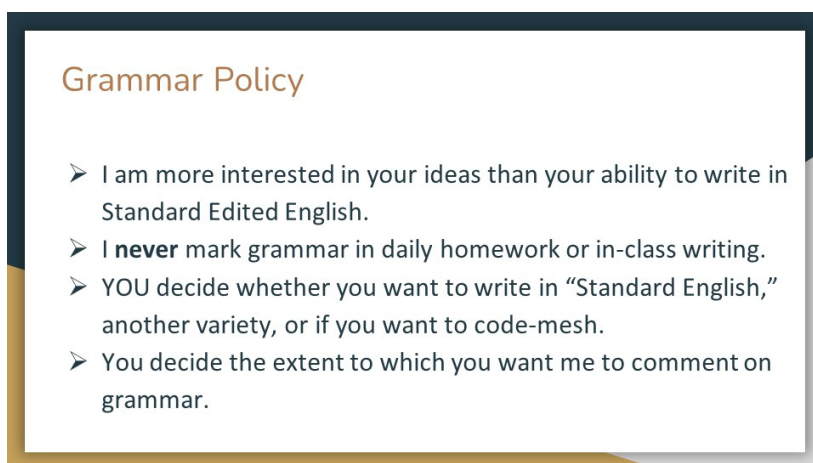 Grammar Policy
➢ I am more interested in your ideas than your ability to write in
Standard Edited English.
➢ I never mark grammar in daily homework or in-class writing.
➢ YOU decide whether you want to write in “Standard English,”
another variety, or if you want to code-mesh.
➢ You decide the extent to which you want me to comment on
grammar.